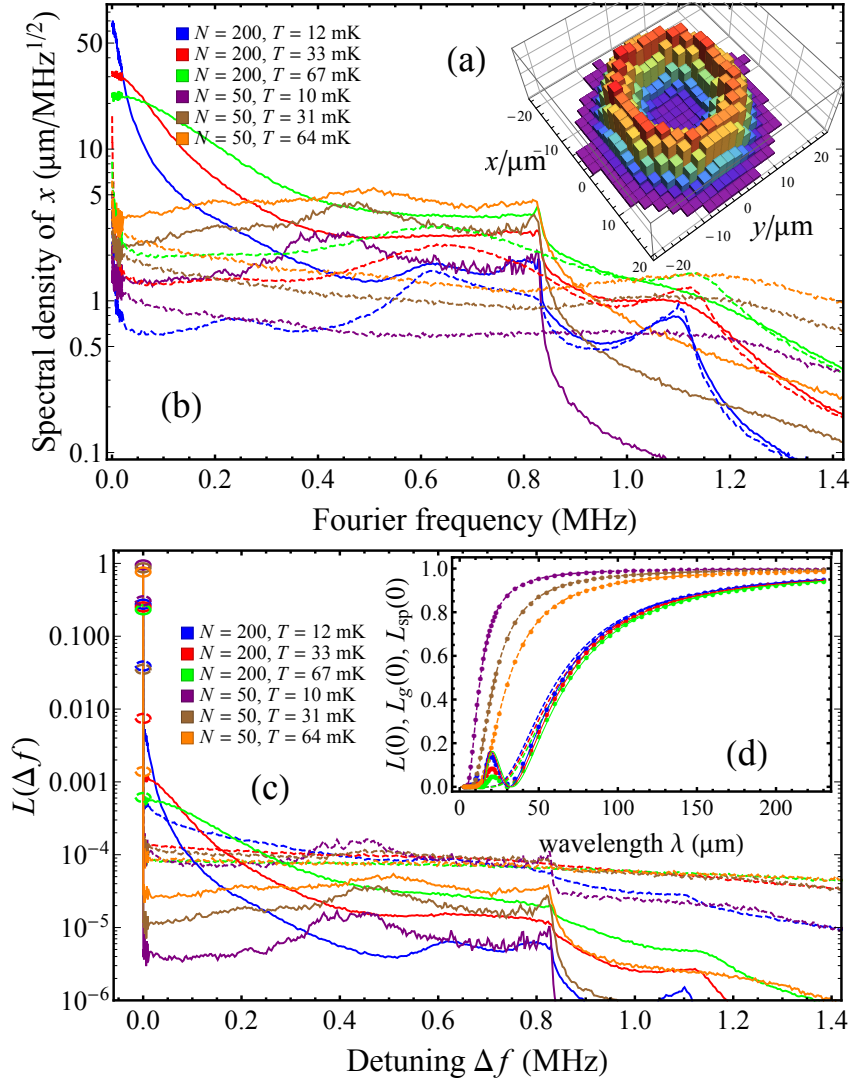 50
10
5
1
0.5
0.1
Spectral density of x (μm/MHz^1/2)
N = 200, T = 12 mK
N = 200, T = 33 mK
N = 200, T = 67 mK
N = 50, T = 10 mK
N = 50, T = 31 mK
N = 50, T = 64 mK
(a)
−20
−10
0
10
20
x/μm
−20
−10
0
10
20
y/μm
(b)
0.0 0.2 0.4 0.6 0.8 1.0 1.2 1.4
Fourier frequency (MHz)
1
0.100
0.010
0.001
10^−4
10^−5
10^−6
L(Δf)
N = 200, T = 12 mK
N = 200, T = 33 mK
N = 200, T = 67 mK
N = 50, T = 10 mK
N = 50, T = 31 mK
N = 50, T = 64 mK
(c)
1.0
0.8
0.6
0.4
0.2
0.0
L(0), L_g(0), L_sp(0)
(d)
0 50 100 150 200
wavelength λ (μm)
0.0 0.2 0.4 0.6 0.8 1.0 1.2 1.4
Detuning Δf (MHz)